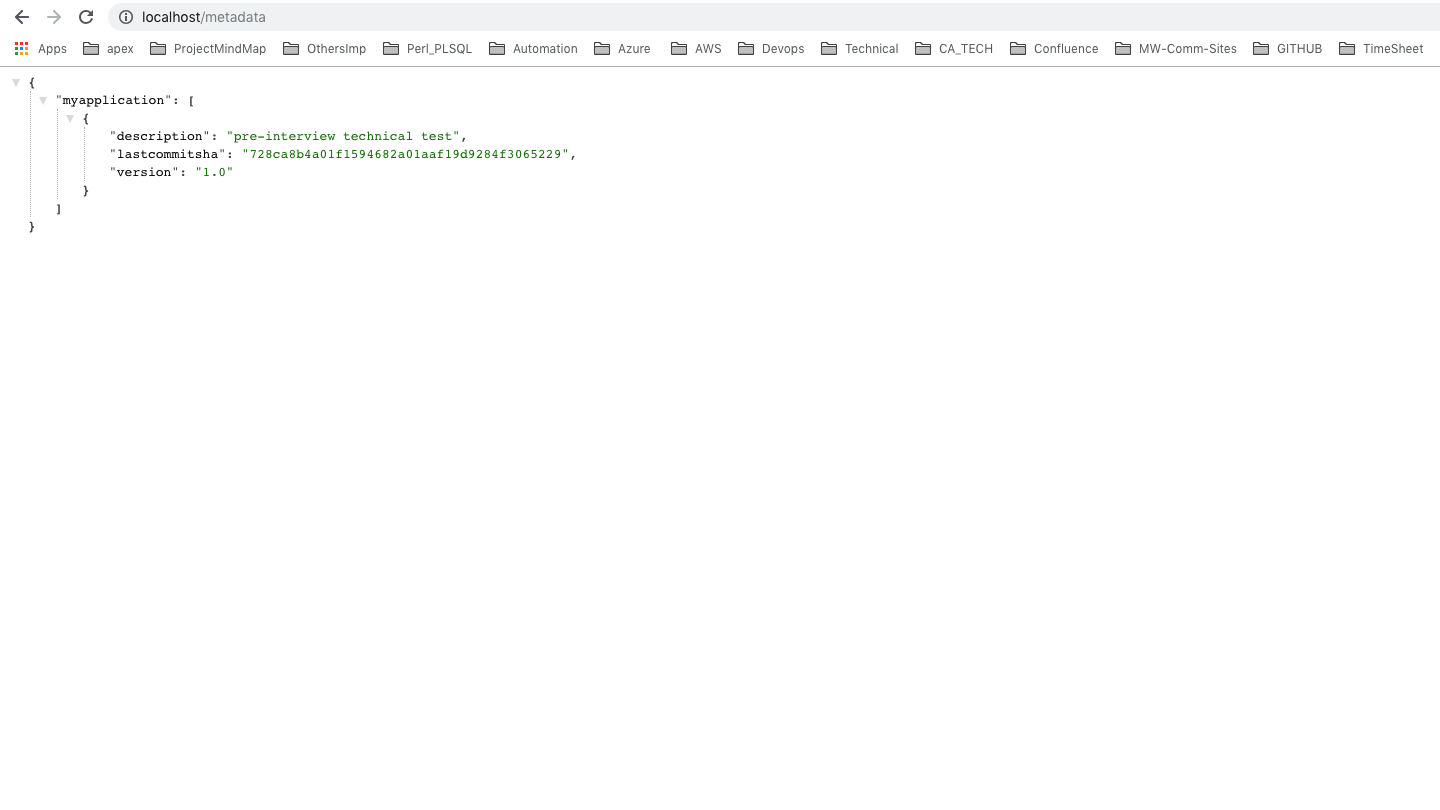 localhost/metadata
Apps apex ProjectMindMap OthersImp Perl_PLSQL Automation Azure AWS Devops Technical CA_TECH Confluence MW-Comm-Sites GITHUB TimeSheet
{
"myapplication": [
{
"description": "pre-interview technical test",
"lastcommitsha": "728ca8b4a01f1594682a01aaf19d9284f3065229",
"version": "1.0"
}
]
}